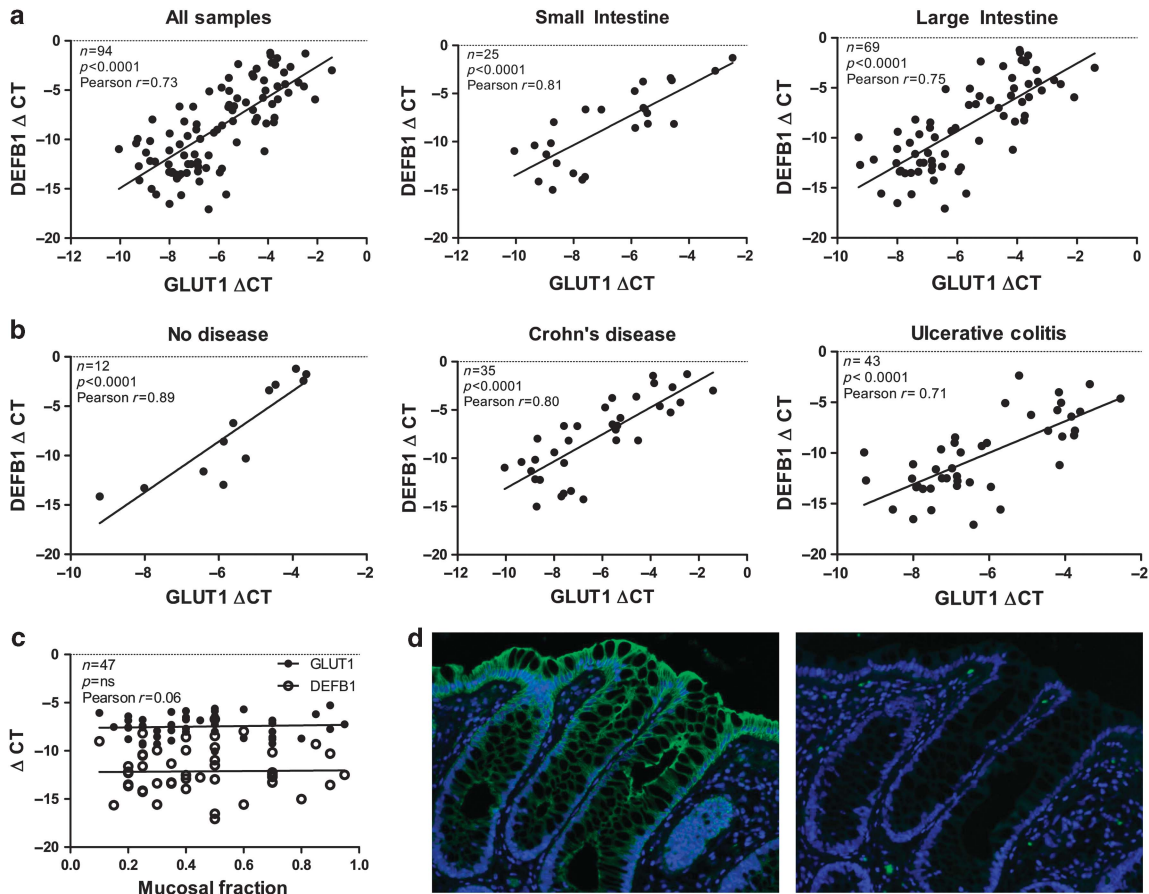 a
All samples
n=94
p<0.0001
Pearson r=0.73
0
–5
–10
–15
–20
DEFB1 Δ CT
–12 –10 –8 –6 –4 –2 0
GLUT1 ΔCT
Small Intestine
n=25
p<0.0001
Pearson r=0.81
0
–5
–10
–15
–20
DEFB1 Δ CT
–12 –10 –8 –6 –4 –2
GLUT1 ΔCT
Large Intestine
n=69
p<0.0001
Pearson r=0.75
0
–5
–10
–15
–20
DEFB1 Δ CT
–10 –8 –6 –4 –2 0
GLUT1 ΔCT
b
No disease
n=12
p<0.0001
Pearson r=0.89
0
–5
–10
–15
–20
DEFB1 Δ CT
–10 –8 –6 –4 –2
GLUT1 ΔCT
Crohn's disease
n=35
p<0.0001
Pearson r=0.80
0
–5
–10
–15
–20
DEFB1 Δ CT
–12 –10 –8 –6 –4 –2 0
GLUT1 ΔCT
Ulcerative colitis
n= 43
p< 0.0001
Pearson r= 0.71
0
–5
–10
–15
–20
DEFB1 Δ CT
–10 –8 –6 –4 –2
GLUT1 ΔCT
c
n=47
p=ns
Pearson r=0.06
GLUT1
DEFB1
0
–5
–10
–15
–20
Δ CT
0.0 0.2 0.4 0.6 0.8 1.0
Mucosal fraction
d